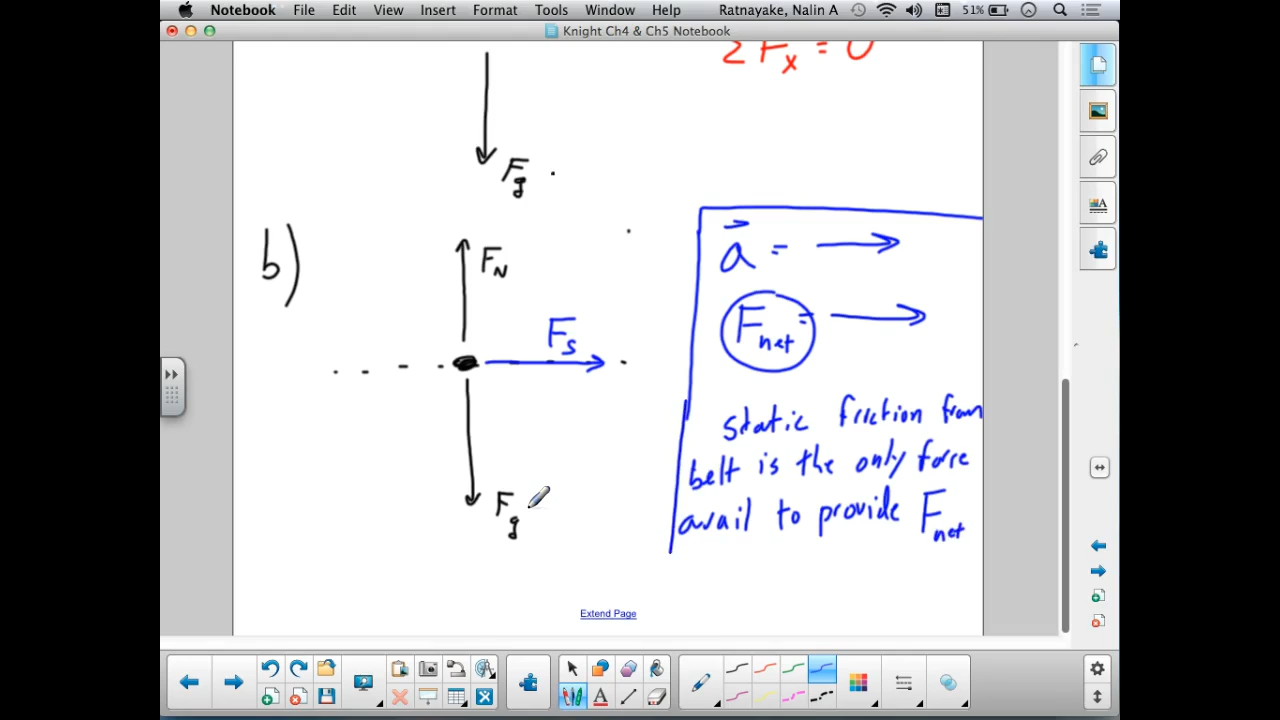 Notebook File Edit View Insert Format Tools Window Help Ratnayake, Nalin A 51%
Knight Ch4 & Ch5 Notebook
Σ Fx = 0
Fg
b)
FN
a =
Fnet =
Fs
static friction from
belt is the only force
avail to provide Fnet
Fg
Extend Page